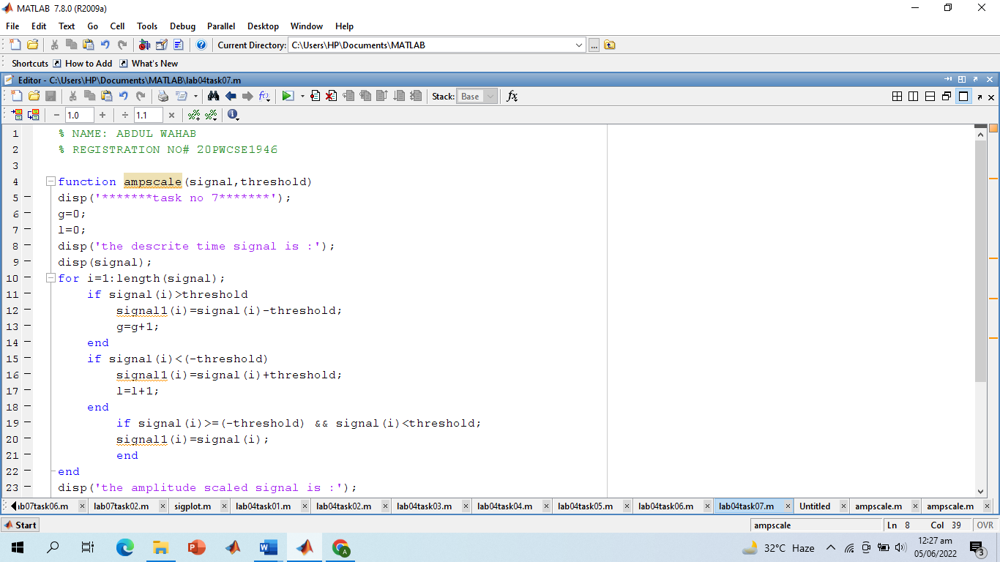 MATLAB 7.8.0 (R2009a)
File Edit Text Go Cell Tools Debug Parallel Desktop Window Help
Current Directory: C:\Users\HP\Documents\MATLAB ...
Shortcuts How to Add What's New
Editor - C:\Users\HP\Documents\MATLAB\lab04task07.m
Stack: Base fx
− 1.0 + ÷ 1.1 ×
1 % NAME: ABDUL WAHAB
2 % REGISTRATION NO# 20PWCSE1946
3
4 function ampscale(signal,threshold)
5 disp('*******task no 7*******');
6 g=0;
7 l=0;
8 disp('the descrite time signal is :');
9 disp(signal);
10 for i=1:length(signal);
11 if signal(i)>threshold
12 signal1(i)=signal(i)-threshold;
13 g=g+1;
14 end
15 if signal(i)<(-threshold)
16 signal1(i)=signal(i)+threshold;
17 l=l+1;
18 end
19 if signal(i)>=(-threshold) && signal(i)<threshold;
20 signal1(i)=signal(i);
21 end
22 end
23 disp('the amplitude scaled signal is :');
ab07task06.m lab07task02.m sigplot.m lab04task01.m lab04task02.m lab04task03.m lab04task04.m lab04task05.m lab04task06.m lab04task07.m Untitled ampscale.m ampscale.m
Start ampscale Ln 8 Col 39 OVR
32°C Haze 12:27 am
05/06/2022 3